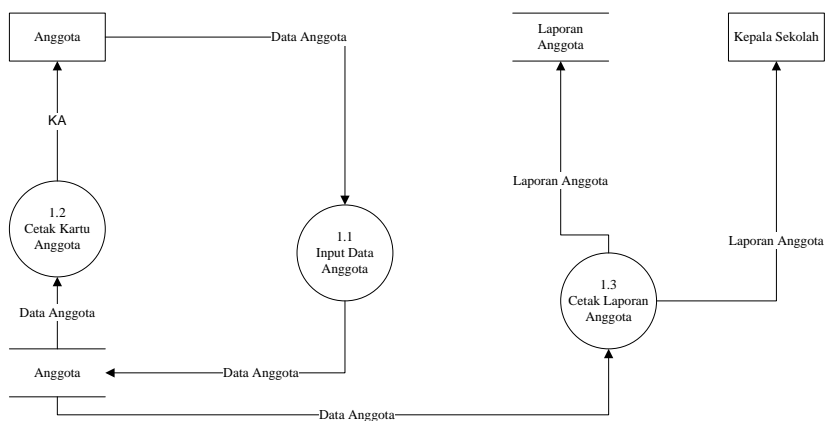 Anggota
Data Anggota
Laporan
Anggota
Kepala Sekolah
KA
Laporan Anggota
1.2
Cetak Kartu
Anggota
1.1
Input Data
Anggota
Laporan Anggota
1.3
Cetak Laporan
Anggota
Data Anggota
Anggota
Data Anggota
Data Anggota